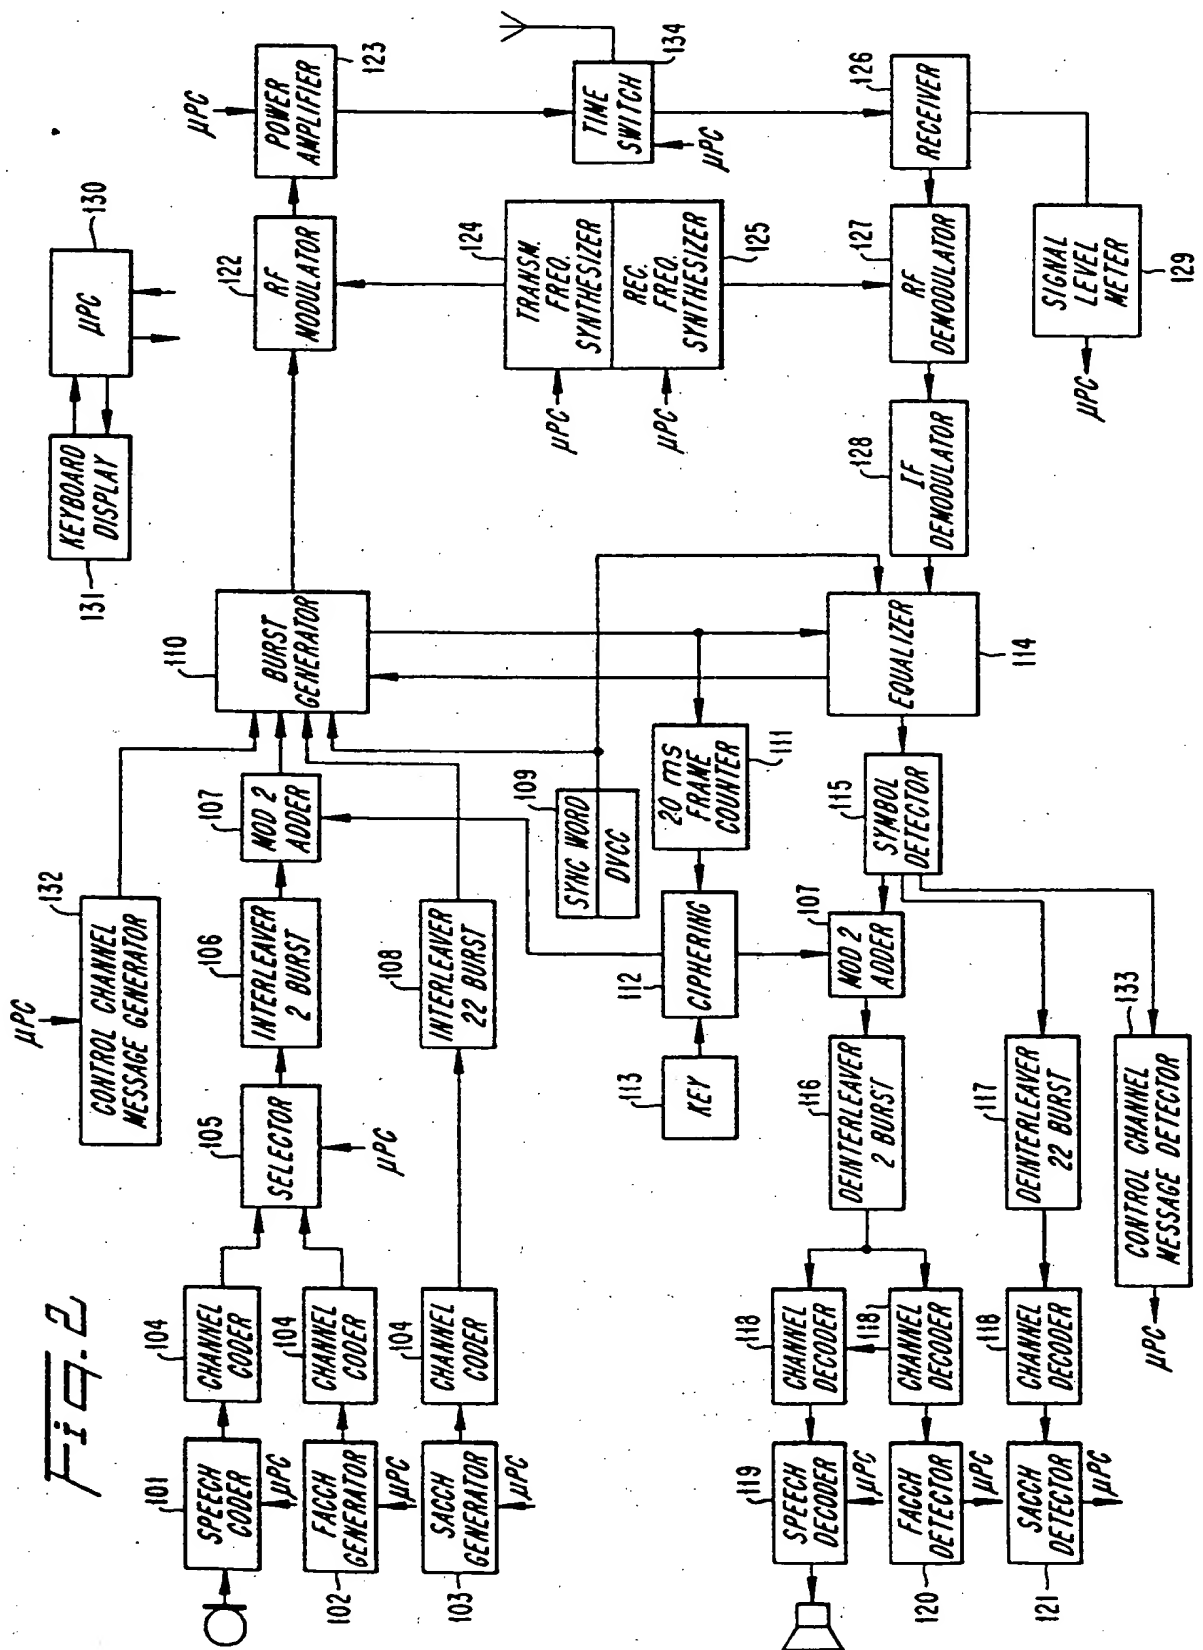 Fig. 2
101
SPEECH
CODER
µPC
104
CHANNEL
CODER
102
FACCH
GENERATOR
µPC
104
CHANNEL
CODER
103
SACCH
GENERATOR
µPC
104
CHANNEL
CODER
105
SELECTOR
µPC
µPC
132
CONTROL CHANNEL
MESSAGE GENERATOR
106
INTERLEAVER
2 BURST
107
MOD 2
ADDER
108
INTERLEAVER
22 BURST
109
SYNC WORD
DVCC
110
BURST
GENERATOR
131
KEYBOARD
DISPLAY
130
µPC
122
RF
MODULATOR
µPC
123
POWER
AMPLIFIER
134
TIME
SWITCH
µPC
124
TRANSM.
FREQ.
SYNTHESIZER
µPC
REC.
FREQ.
SYNTHESIZER
125
µPC
126
RECEIVER
127
RF
DEMODULATOR
128
IF
DEMODULATOR
SIGNAL
LEVEL
METER
129
µPC
EQUALIZER
114
20 mS
FRAME
COUNTER
111
112
CIPHERING
113
KEY
115
SYMBOL
DETECTOR
107
MOD 2
ADDER
116
DEINTERLEAVER
2 BURST
117
DEINTERLEAVER
22 BURST
133
CONTROL CHANNEL
MESSAGE DETECTOR
µPC
118
CHANNEL
DECODER
118
CHANNEL
DECODER
118
CHANNEL
DECODER
119
SPEECH
DECODER
µPC
120
FACCH
DETECTOR
µPC
121
SACCH
DETECTOR
µPC